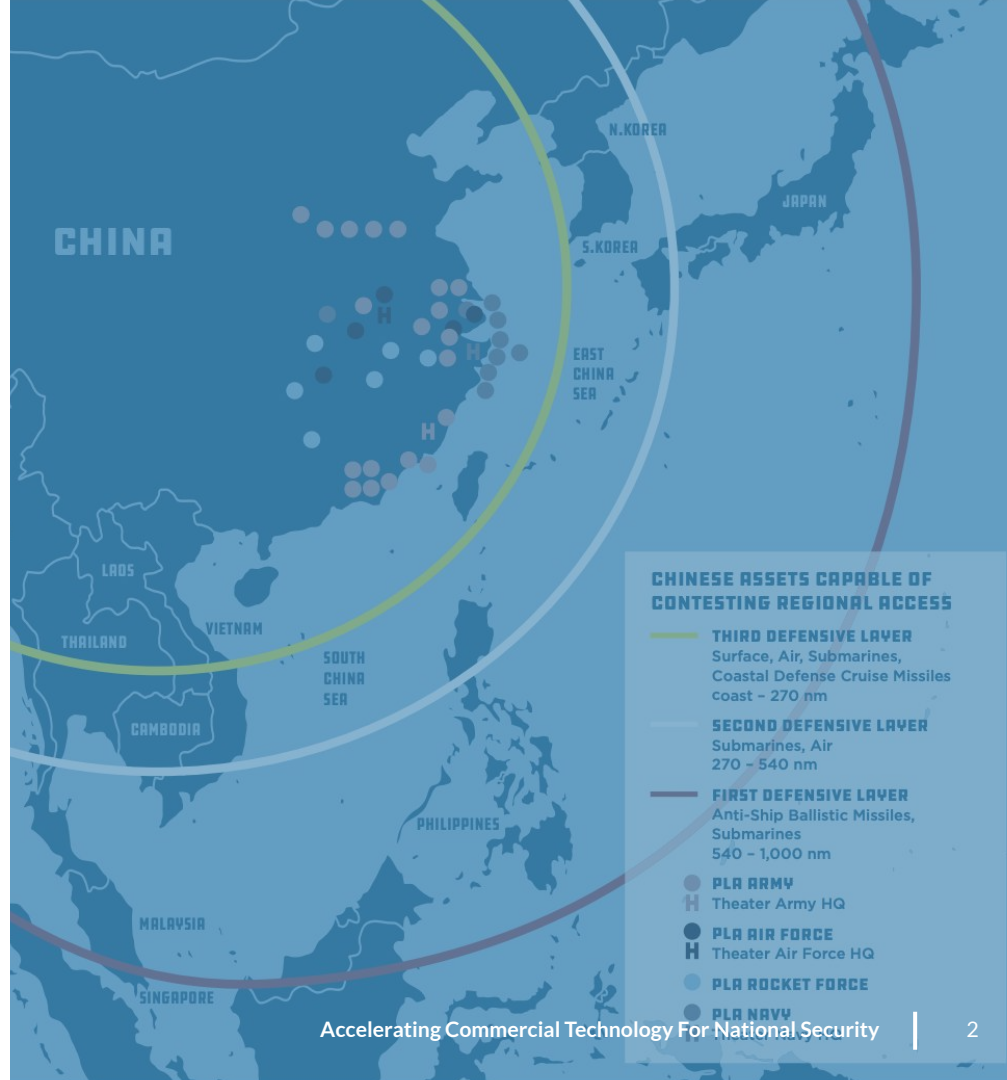 N.KOREA
JAPAN
CHINA
S.KOREA
H
EAST
CHINA
SEA
H
H
LAOS
THAILAND
VIETNAM
SOUTH
CHINA
SEA
CAMBODIA
PHILIPPINES
MALAYSIA
SINGAPORE
CHINESE ASSETS CAPABLE OF
CONTESTING REGIONAL ACCESS
THIRD DEFENSIVE LAYER
Surface, Air, Submarines,
Coastal Defense Cruise Missiles
coast – 270 nm
SECOND DEFENSIVE LAYER
Submarines, Air
270 – 540 nm
FIRST DEFENSIVE LAYER
Anti-Ship Ballistic Missiles,
Submarines
540 – 1,000 nm
PLA ARMY
H Theater Army HQ
PLA AIR FORCE
H Theater Air Force HQ
PLA ROCKET FORCE
PLA NAVY
H Theater Navy HQ
Accelerating Commercial Technology For National Security | 2